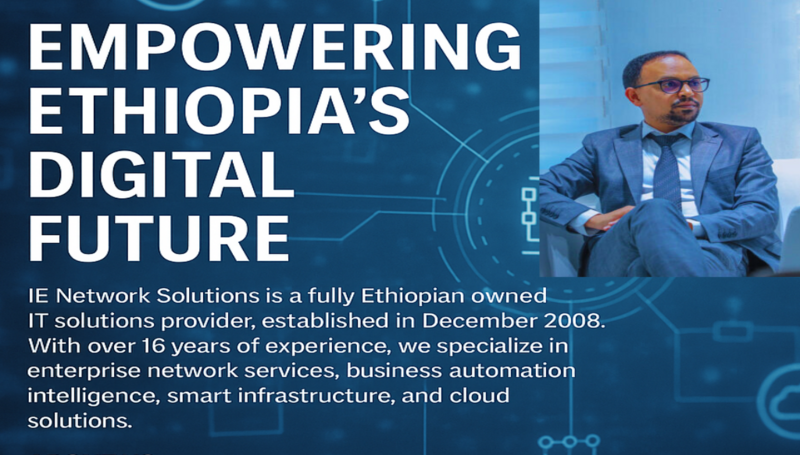 EMPOWERING
ETHIOPIA'S
DIGITAL
FUTURE
IE Network Solutions is a fully Ethiopian owned
IT solutions provider, established in December 2008.
With over 16 years of experience, we specialize in
enterprise network services, business automation
intelligence, smart infrastructure, and cloud
solutions.